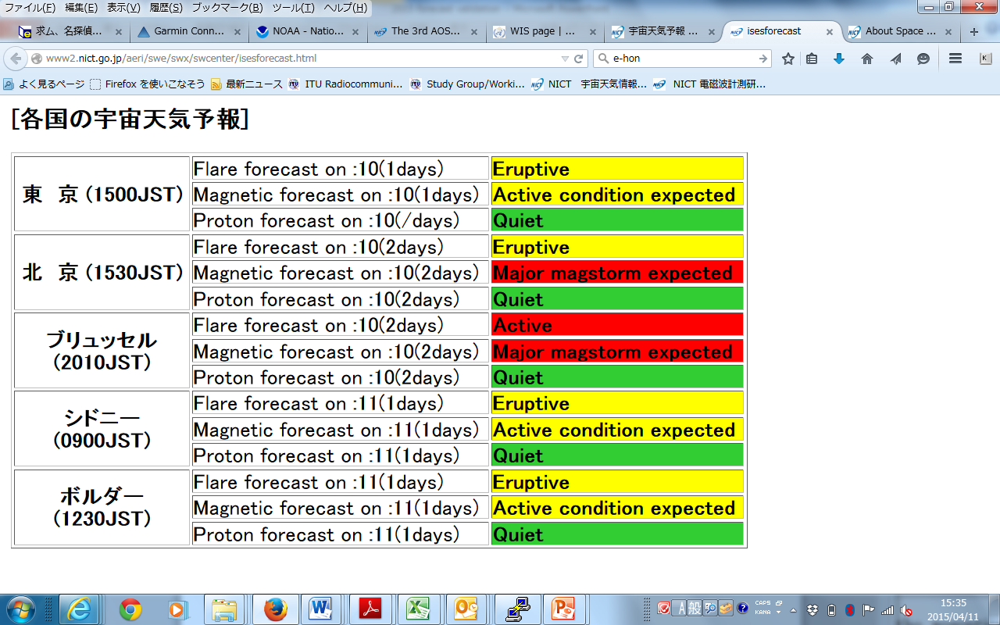 ファイル(F) 編集(E) 表示(V) 履歴(S) ブックマーク(B) ツール(T) ヘルプ(H)
求ム、名探偵... Garmin Conn... NOAA - Natio... The 3rd AOS... WIS page | ... 宇宙天気予報 ... isesforecast About Space ...
www2.nict.go.jp/aeri/swe/swx/swcenter/isesforecast.html e-hon
よく見るページ Firefox を使いこなそう 最新ニュース ITU Radiocommuni... Study Group/Worki... NICT 宇宙天気情報... NICT 電磁波計測研...
[各国の宇宙天気予報]
東 京 (1500JST)
Flare forecast on :10(1days) Eruptive
Magnetic forecast on :10(1days) Active condition expected
Proton forecast on :10(/days) Quiet
北 京 (1530JST)
Flare forecast on :10(2days) Eruptive
Magnetic forecast on :10(2days) Major magstorm expected
Proton forecast on :10(2days) Quiet
ブリュッセル
(2010JST)
Flare forecast on :10(2days) Active
Magnetic forecast on :10(2days) Major magstorm expected
Proton forecast on :10(2days) Quiet
シドニー
(0900JST)
Flare forecast on :11(1days) Eruptive
Magnetic forecast on :11(1days) Active condition expected
Proton forecast on :11(1days) Quiet
ボルダー
(1230JST)
Flare forecast on :11(1days) Eruptive
Magnetic forecast on :11(1days) Active condition expected
Proton forecast on :11(1days) Quiet
A 般 CAPS
KANA
15:35
2015/04/11